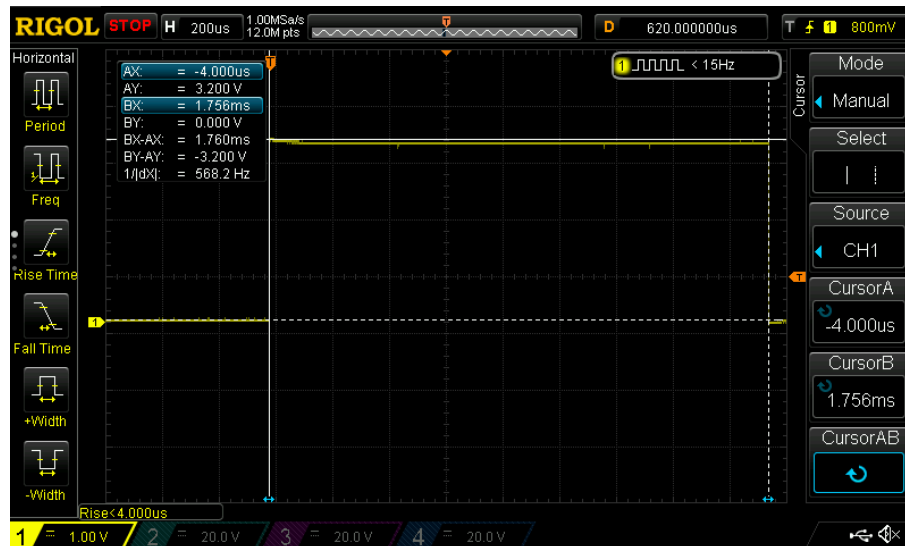 RIGOL STOP H 200us 1.00MSa/s 12.0M pts D 620.000000us T 1 800mV
Horizontal
Period
Freq
Rise Time
Fall Time
+Width
-Width
T
AX: = -4.000us
AY: = 3.200 V
BX: = 1.756ms
BY: = 0.000 V
BX-AX: = 1.760ms
BY-AY: = -3.200 V
1/|dX|: = 568.2 Hz
1 < 15Hz
1
T
Rise<4.000us
Cursor
Mode
Manual
Select
Source
CH1
CursorA
-4.000us
CursorB
1.756ms
CursorAB
1 = 1.00 V 2 = 20.0 V 3 = 20.0 V 4 = 20.0 V